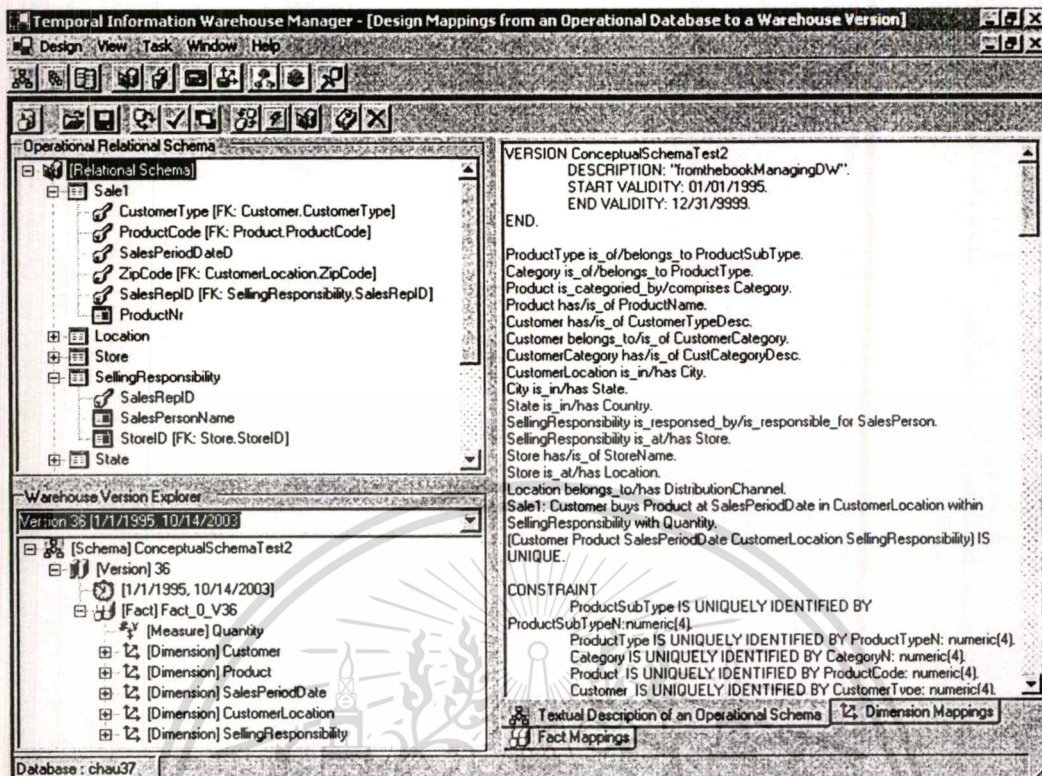 Temporal Information Warehouse Manager - [Design Mappings from an Operational Database to a Warehouse Version]
Design View Task Window Help
Operational Relational Schema
[Relational Schema]
Sale1
CustomerType [FK: Customer.CustomerType]
ProductCode [FK: Product.ProductCode]
SalesPeriodDateD
ZipCode [FK: CustomerLocation.ZipCode]
SalesRepID [FK: SellingResponsibility.SalesRepID]
ProductNr
Location
Store
SellingResponsibility
SalesRepID
SalesPersonName
StoreID [FK: Store.StoreID]
State
Warehouse Version Explorer
Version 36 [1/1/1995, 10/14/2003
[Schema] ConceptualSchemaTest2
[Version] 36
[1/1/1995, 10/14/2003]
[Fact] Fact_0_V36
[Measure] Quantity
[Dimension] Customer
[Dimension] Product
[Dimension] SalesPeriodDate
[Dimension] CustomerLocation
[Dimension] SellingResponsibility
VERSION ConceptualSchemaTest2
DESCRIPTION: "fromthebookManagingDW".
START VALIDITY: 01/01/1995.
END VALIDITY: 12/31/9999.
END.
ProductType is_of/belongs_to ProductSubType.
Category is_of/belongs_to ProductType.
Product is_categoried_by/comprises Category.
Product has/is_of ProductName.
Customer has/is_of CustomerTypeDesc.
Customer belongs_to/is_of CustomerCategory.
CustomerCategory has/is_of CustCategoryDesc.
CustomerLocation is_in/has City.
City is_in/has State.
State is_in/has Country.
SellingResponsibility is_responsed_by/is_responsible_for SalesPerson.
SellingResponsibility is_at/has Store.
Store has/is_of StoreName.
Store is_at/has Location.
Location belongs_to/has DistributionChannel.
Sale1: Customer buys Product at SalesPeriodDate in CustomerLocation within
SellingResponsibility with Quantity.
[Customer Product SalesPeriodDate CustomerLocation SellingResponsibility] IS
UNIQUE.
CONSTRAINT
ProductSubType IS UNIQUELY IDENTIFIED BY
ProductSubTypeN:numeric(4).
ProductType IS UNIQUELY IDENTIFIED BY ProductTypeN: numeric(4).
Category IS UNIQUELY IDENTIFIED BY CategoryN: numeric(4).
Product IS UNIQUELY IDENTIFIED BY ProductCode: numeric(4).
Customer IS UNIQUELY IDENTIFIED BY CustomerType: numeric(4).
Textual Description of an Operational Schema
Dimension Mappings
Fact Mappings
Database : chau37